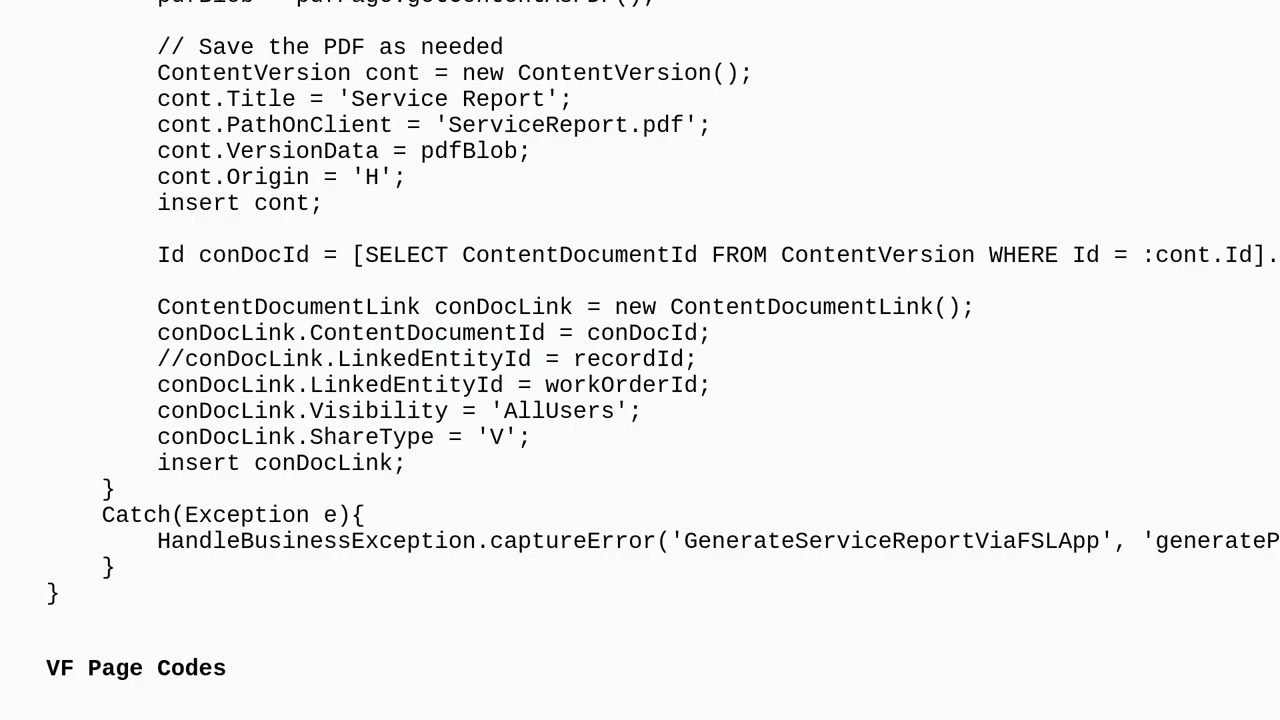 pdfBlob = pdfPage.getContentAsPDF();
// Save the PDF as needed
ContentVersion cont = new ContentVersion();
cont.Title = 'Service Report';
cont.PathOnClient = 'ServiceReport.pdf';
cont.VersionData = pdfBlob;
cont.Origin = 'H';
insert cont;
Id conDocId = [SELECT ContentDocumentId FROM ContentVersion WHERE Id = :cont.Id].
ContentDocumentLink conDocLink = new ContentDocumentLink();
conDocLink.ContentDocumentId = conDocId;
//conDocLink.LinkedEntityId = recordId;
conDocLink.LinkedEntityId = workOrderId;
conDocLink.Visibility = 'AllUsers';
conDocLink.ShareType = 'V';
insert conDocLink;
}
Catch(Exception e){
HandleBusinessException.captureError('GenerateServiceReportViaFSLApp', 'generateP
}
}
VF Page Codes